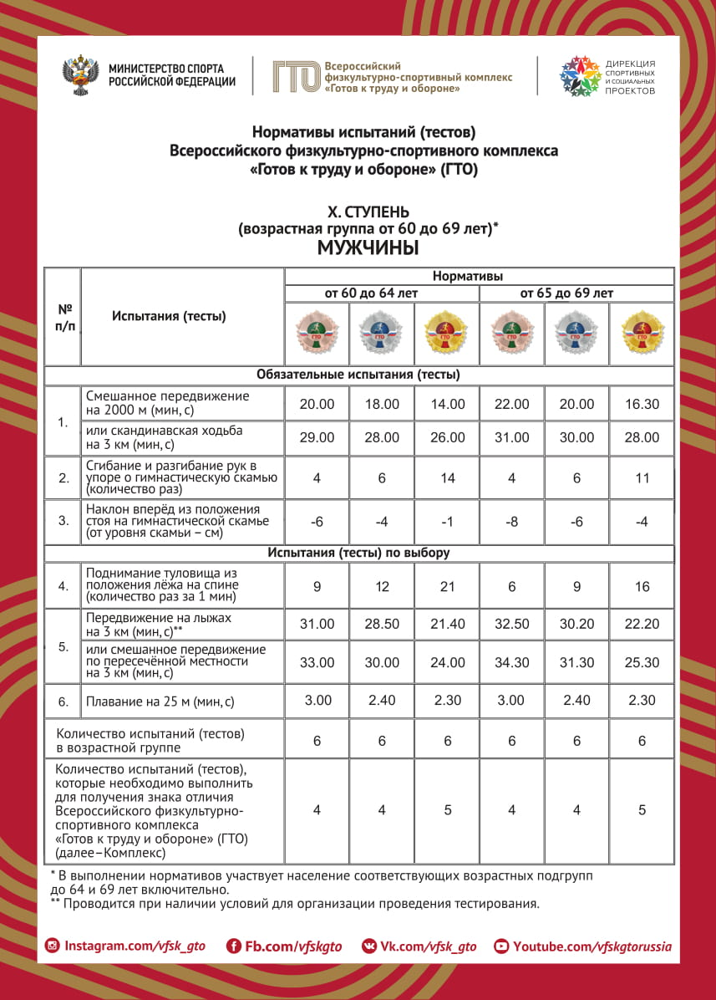 МИНИСТЕРСТВО СПОРТА
РОССИЙСКОЙ ФЕДЕРАЦИИ
ГТО
Всероссийский
физкультурно-спортивный комплекс
«Готов к труду и обороне»
ДИРЕКЦИЯ
СПОРТИВНЫХ
И СОЦИАЛЬНЫХ
ПРОЕКТОВ
Нормативы испытаний (тестов)
Всероссийского физкультурно-спортивного комплекса
«Готов к труду и обороне» (ГТО)
X. СТУПЕНЬ
(возрастная группа от 60 до 69 лет)*
МУЖЧИНЫ
№
п/п
Испытания (тесты)
Нормативы
от 60 до 64 лет от 65 до 69 лет
ГТО ГТО ГТО ГТО ГТО ГТО
Обязательные испытания (тесты)
1.
Смешанное передвижение
на 2000 м (мин, с) 20.00 18.00 14.00 22.00 20.00 16.30
или скандинавская ходьба
на 3 км (мин, с) 29.00 28.00 26.00 31.00 30.00 28.00
2.
Сгибание и разгибание рук в
упоре о гимнастическую скамью
(количество раз) 4 6 14 4 6 11
3.
Наклон вперёд из положения
стоя на гимнастической скамье
(от уровня скамьи – см) -6 -4 -1 -8 -6 -4
Испытания (тесты) по выбору
4.
Поднимание туловища из
положения лёжа на спине
(количество раз за 1 мин) 9 12 21 6 9 16
5.
Передвижение на лыжах
на 3 км (мин, с)** 31.00 28.50 21.40 32.50 30.20 22.20
или смешанное передвижение
по пересечённой местности
на 3 км (мин, с) 33.00 30.00 24.00 34.30 31.30 25.30
6. Плавание на 25 м (мин, с) 3.00 2.40 2.30 3.00 2.40 2.30
Количество испытаний (тестов)
в возрастной группе 6 6 6 6 6 6
Количество испытаний (тестов),
которые необходимо выполнить
для получения знака отличия
Всероссийского физкультурно-
спортивного комплекса
«Готов к труду и обороне» (ГТО)
(далее–Комплекс) 4 4 5 4 4 5
* В выполнении нормативов участвует население соответствующих возрастных подгрупп
до 64 и 69 лет включительно.
** Проводится при наличии условий для организации проведения тестирования.
Instagram.com/vfsk_gto Fb.com/vfskgto Vk.com/vfsk_gto Youtube.com/vfskgtorussia